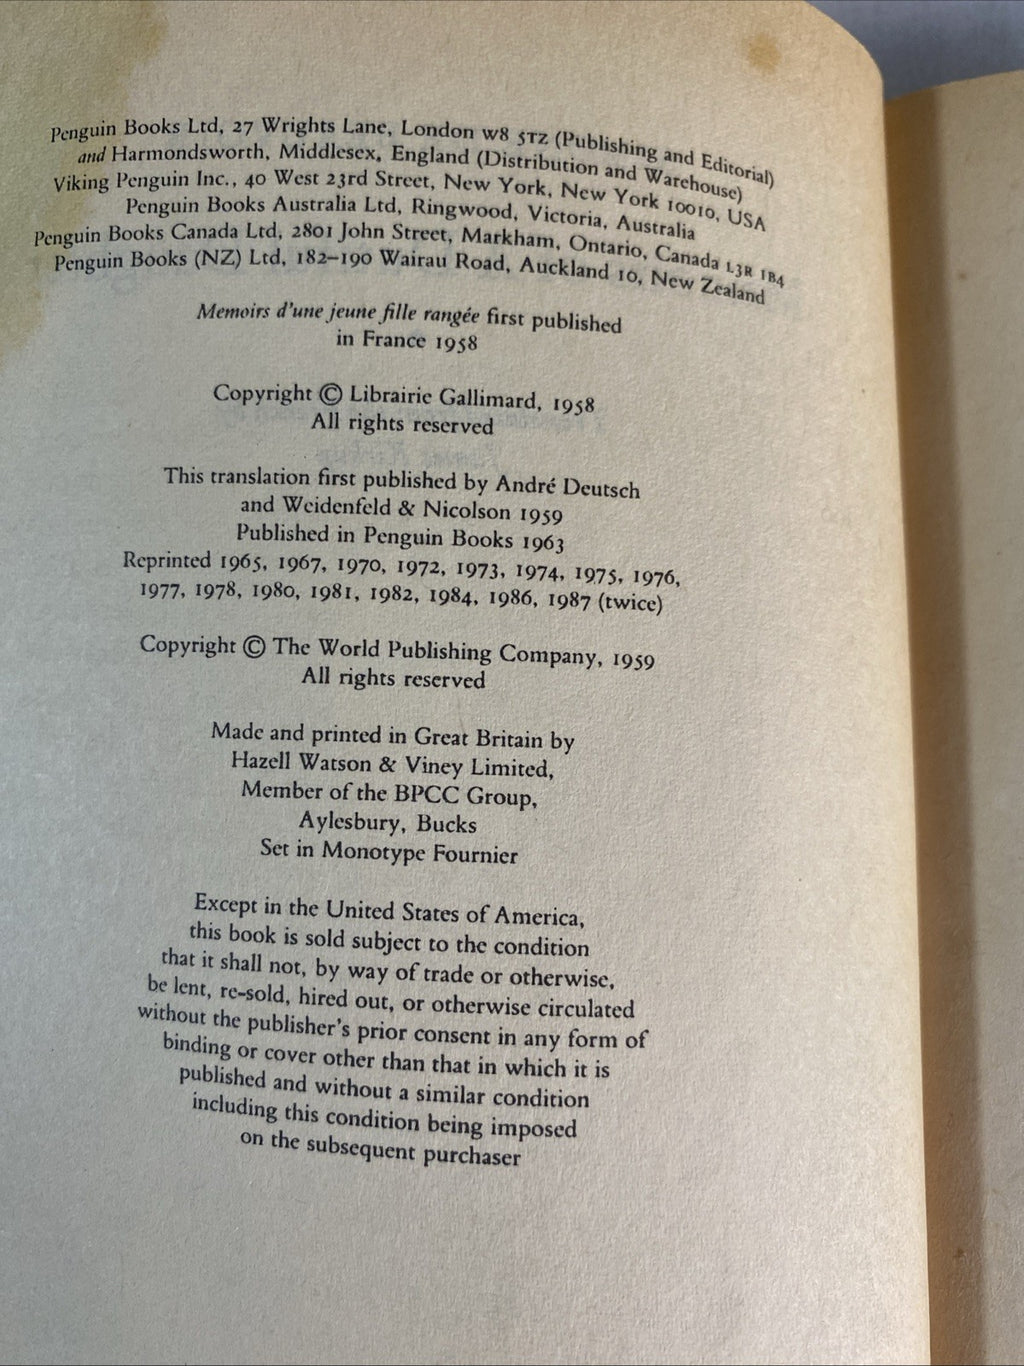 Penguin Books Ltd, 27 Wrights Lane, London W8 5TZ (Publishing and Editorial)
and Harmondsworth, Middlesex, England (Distribution and Warehouse)
Viking Penguin Inc., 40 West 23rd Street, New York, New York 10010, USA
Penguin Books Australia Ltd, Ringwood, Victoria, Australia
Penguin Books Canada Ltd, 2801 John Street, Markham, Ontario, Canada L3R 1B4
Penguin Books (NZ) Ltd, 182–190 Wairau Road, Auckland 10, New Zealand
Memoirs d'une jeune fille rangée first published
in France 1958
Copyright © Librairie Gallimard, 1958
All rights reserved
This translation first published by André Deutsch
and Weidenfeld & Nicolson 1959
Published in Penguin Books 1963
Reprinted 1965, 1967, 1970, 1972, 1973, 1974, 1975, 1976,
1977, 1978, 1980, 1981, 1982, 1984, 1986, 1987 (twice)
Copyright © The World Publishing Company, 1959
All rights reserved
Made and printed in Great Britain by
Hazell Watson & Viney Limited,
Member of the BPCC Group,
Aylesbury, Bucks
Set in Monotype Fournier
Except in the United States of America,
this book is sold subject to the condition
that it shall not, by way of trade or otherwise,
be lent, re-sold, hired out, or otherwise circulated
without the publisher's prior consent in any form of
binding or cover other than that in which it is
published and without a similar condition
including this condition being imposed
on the subsequent purchaser